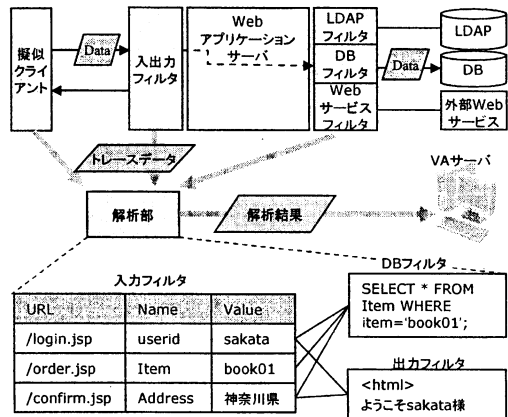 擬似
クライ
アント
Data
入出力
フィルタ
Web
アプリケーション
サーバ
LDAP
フィルタ
DB
フィルタ
Web
サービス
フィルタ
Data
LDAP
DB
外部Web
サービス
トレースデータ
VAサーバ
解析部
解析結果
入力フィルタ
URL Name Value
/login.jsp userid sakata
/order.jsp Item book01
/confirm.jsp Address 神奈川県
DBフィルタ
SELECT * FROM
Item WHERE
item='book01';
出力フィルタ
<html>
ようこそsakata様